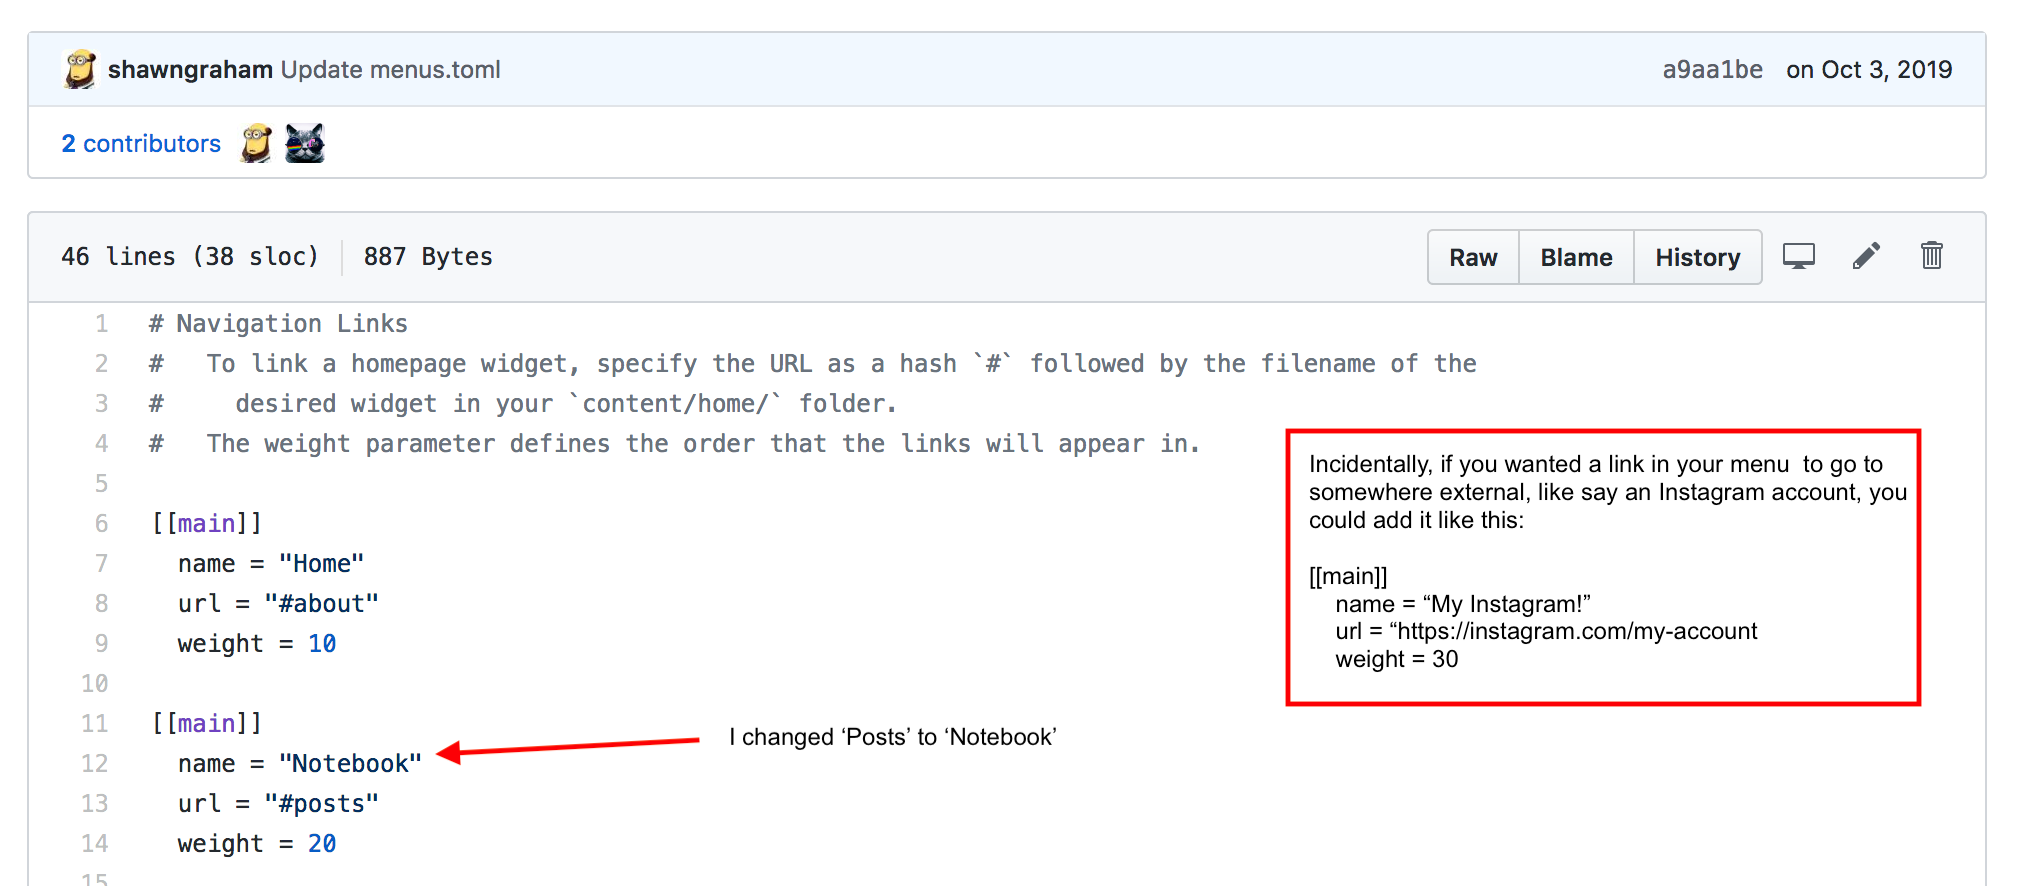 shawngraham Update menus.toml a9aa1be on Oct 3, 2019
2 contributors
46 lines (38 sloc) 887 Bytes Raw Blame History
1 # Navigation Links
2 #   To link a homepage widget, specify the URL as a hash `#` followed by the filename of the
3 #     desired widget in your `content/home/` folder.
4 #   The weight parameter defines the order that the links will appear in.
5
6 [[main]]
7   name = "Home"
8   url = "#about"
9   weight = 10
10
11 [[main]]
12   name = "Notebook"
13   url = "#posts"
14   weight = 20
15
Incidentally, if you wanted a link in your menu  to go to
somewhere external, like say an Instagram account, you
could add it like this:
[[main]]
    name = “My Instagram!”
    url = “https://instagram.com/my-account
    weight = 30
I changed ‘Posts’ to ‘Notebook’